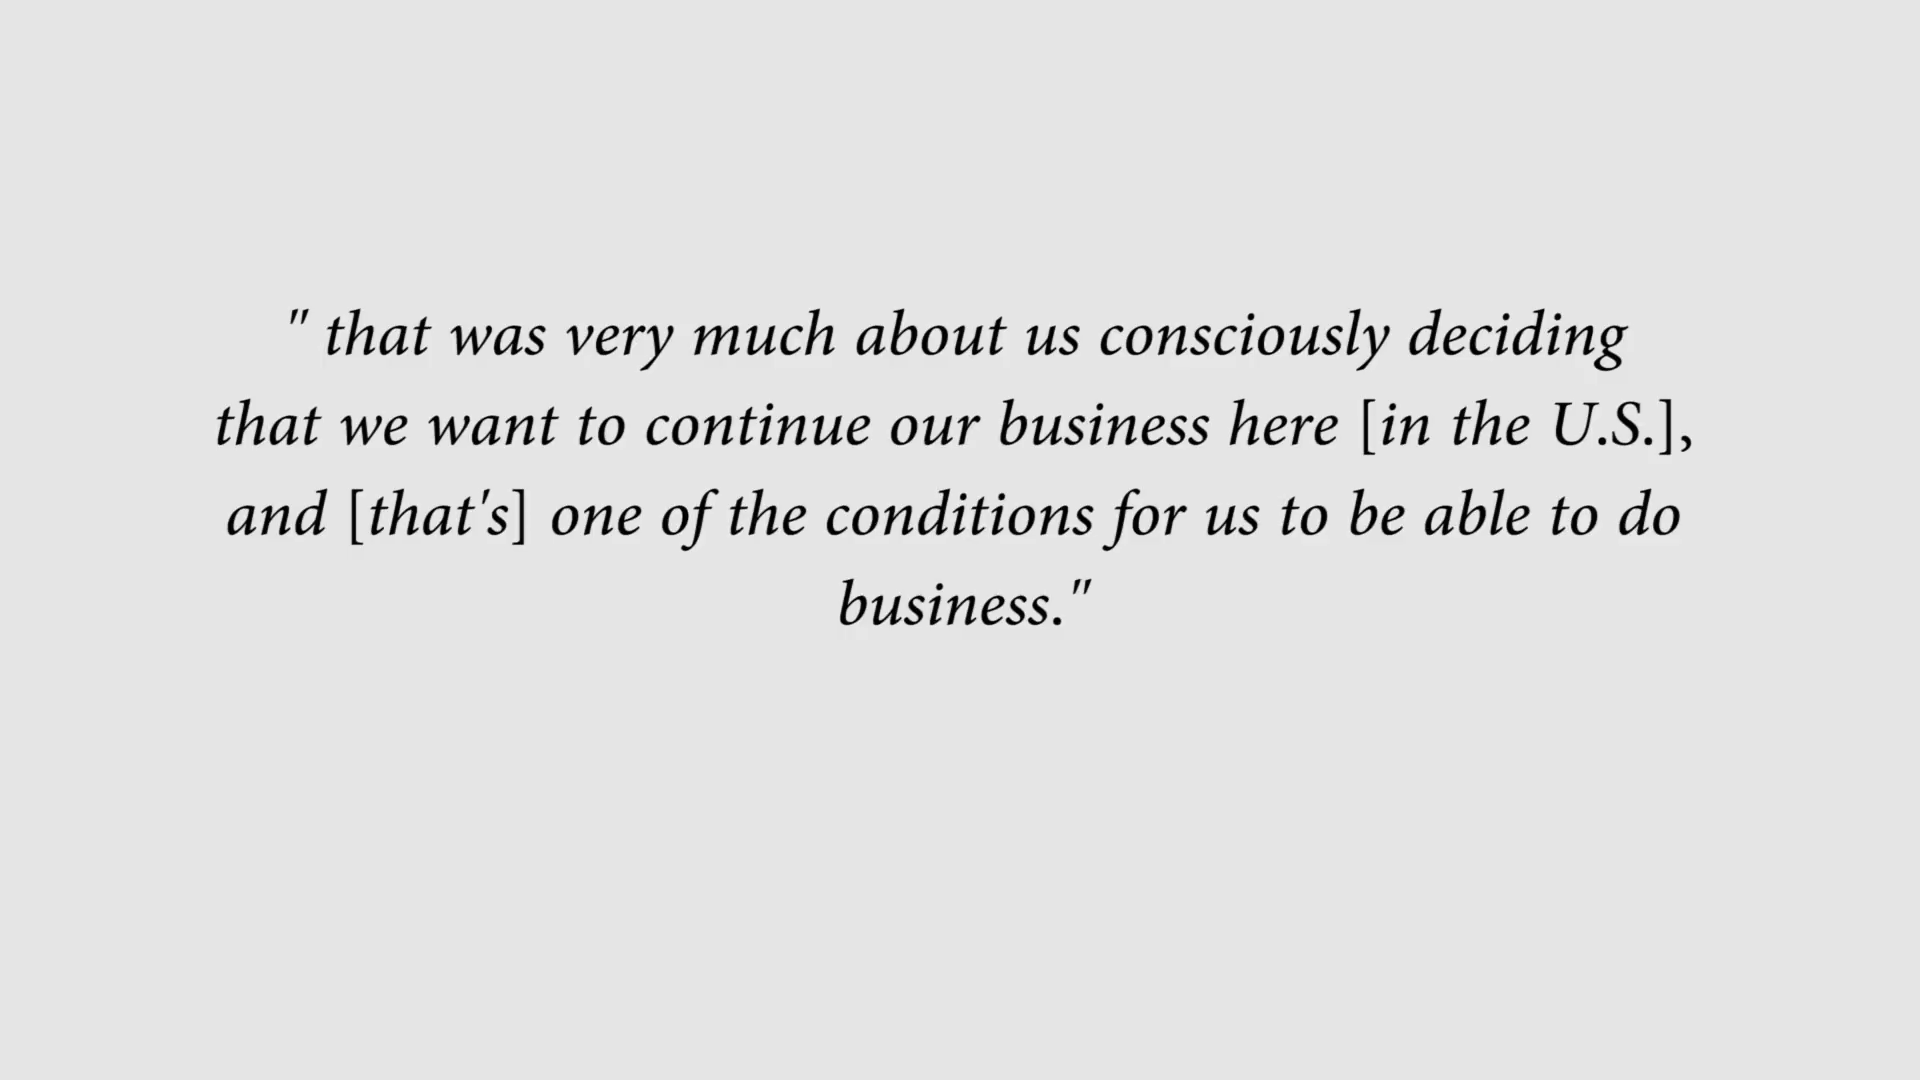 " that was very much about us consciously deciding
that we want to continue our business here [in the U.S.],
and [that's] one of the conditions for us to be able to do
business."